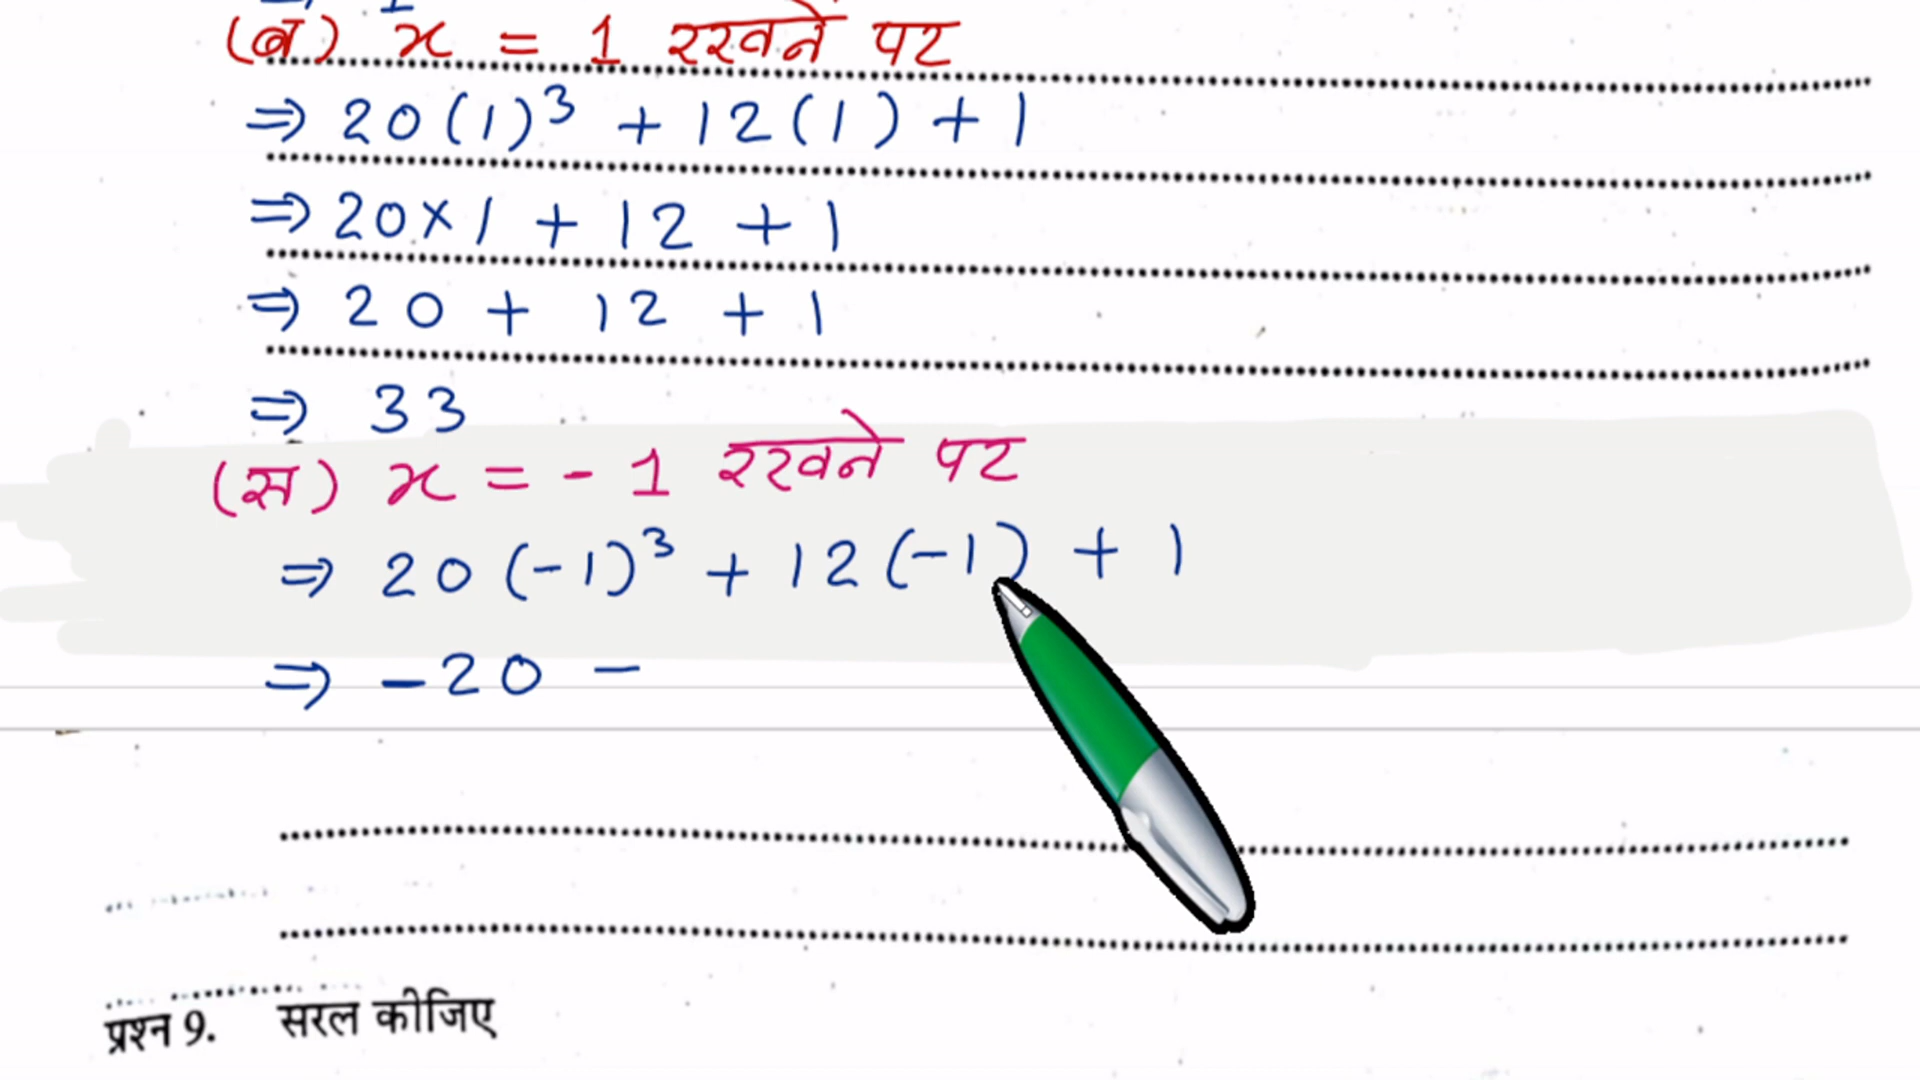 (ब) x = 1 रखने पर
⇒ 20(1)³ + 12(1) + 1
⇒ 20×1 + 12 + 1
⇒ 20 + 12 + 1
⇒ 33
(स) x = - 1 रखने पर
⇒ 20(-1)³ + 12(-1) + 1
⇒ -20 -
प्रश्न 9. सरल कीजिए